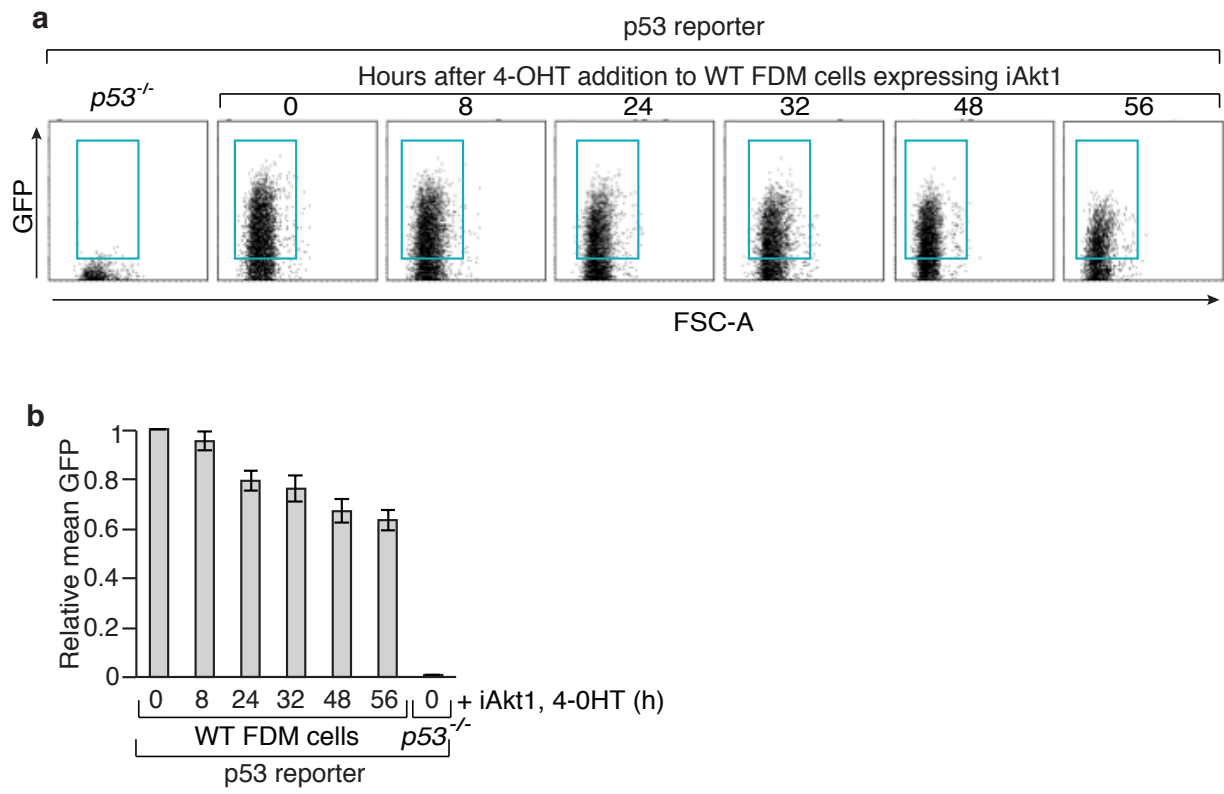 a
p53 reporter
Hours after 4-OHT addition to WT FDM cells expressing iAkt1
p53-/-
0 8 24 32 48 56
GFP
FSC-A
b
Relative mean GFP
1
0.8
0.6
0.4
0.2
0
0 8 24 32 48 56 0 + iAkt1, 4-0HT (h)
WT FDM cells p53-/-
p53 reporter